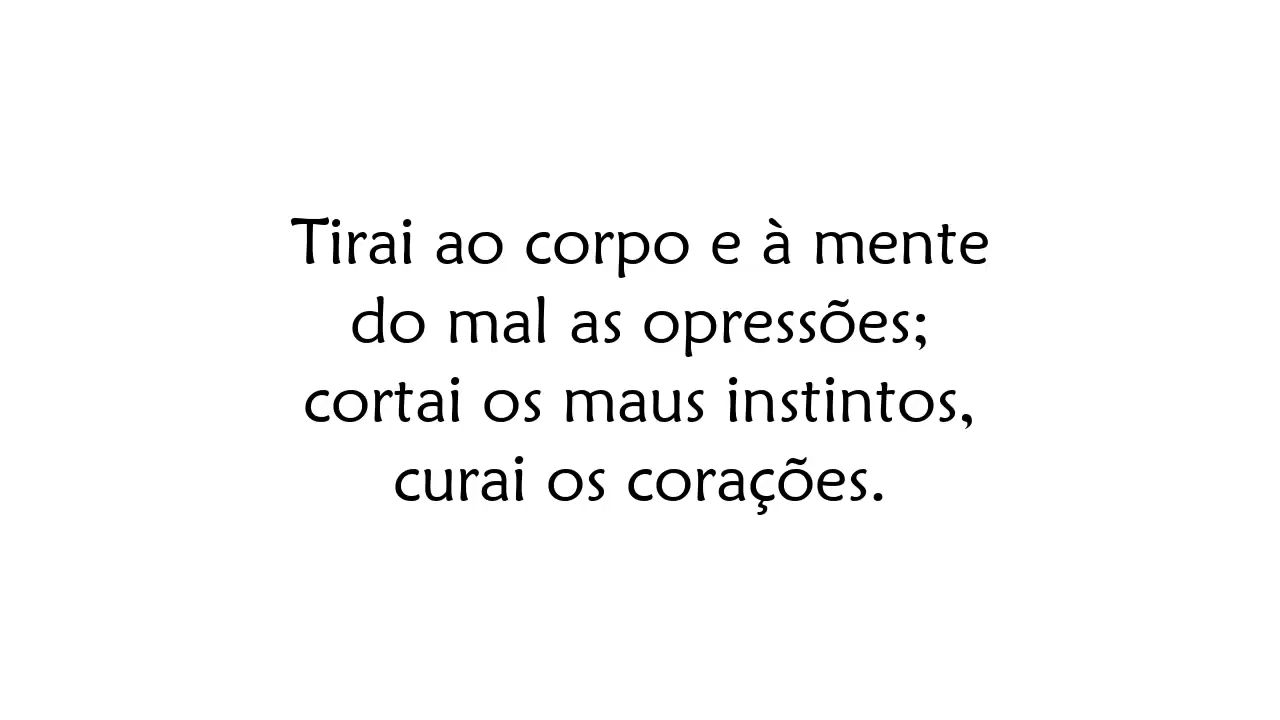 Tirai ao corpo e à mente
do mal as opressões;
cortai os maus instintos,
curai os corações.